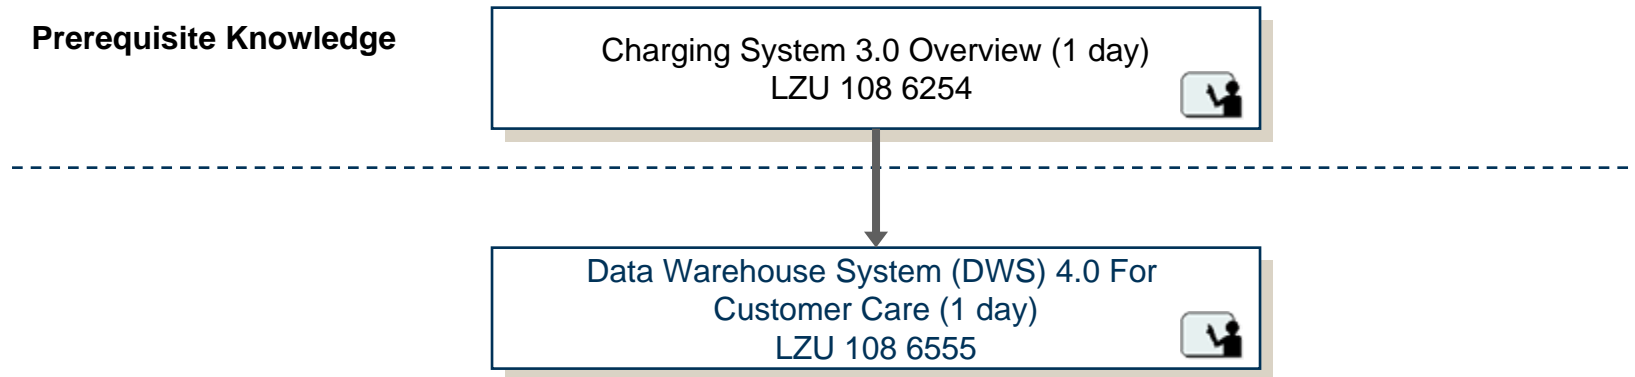 Prerequisite Knowledge
Charging System 3.0 Overview (1 day)
LZU 108 6254
Data Warehouse System (DWS) 4.0 For
Customer Care (1 day)
LZU 108 6555